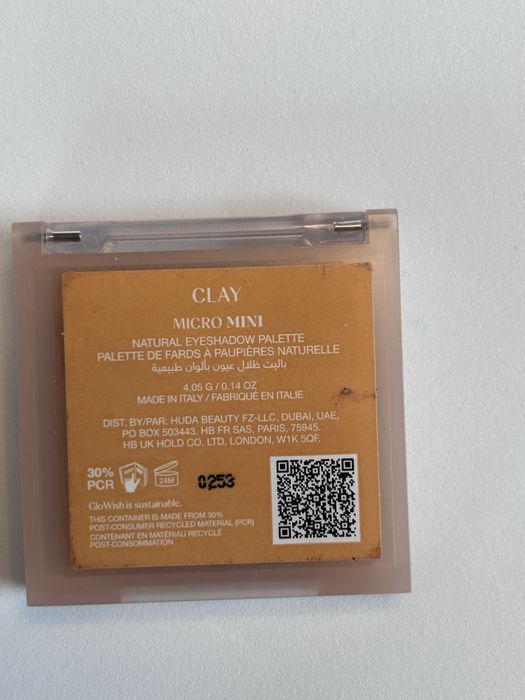 CLAY
MICRO MINI
NATURAL EYESHADOW PALETTE
PALETTE DE FARDS À PAUPIÈRES NATURELLE
باليت ظلال عيون بألوان طبيعية
4.05 G / 0.14 OZ
MADE IN ITALY / FABRIQUÉ EN ITALIE
DIST. BY/PAR: HUDA BEAUTY FZ-LLC, DUBAI, UAE,
PO BOX 503443. HB FR SAS, PARIS, 75945.
HB UK HOLD CO. LTD, LONDON, W1K 5QF.
30%
PCR
24M
0253
GloWish is sustainable.
THIS CONTAINER IS MADE FROM 30%
POST-CONSUMER RECYCLED MATERIAL (PCR)
CONTENANT EN MATÉRIAU RECYCLÉ
POST-CONSOMMATION